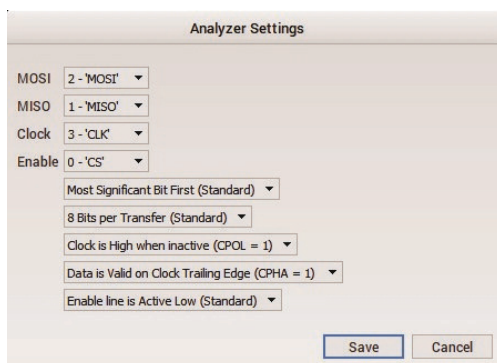 Analyzer Settings
MOSI 2 - 'MOSI'
MISO 1 - 'MISO'
Clock 3 - 'CLK'
Enable 0 - 'CS'
Most Significant Bit First (Standard)
8 Bits per Transfer (Standard)
Clock is High when inactive (CPOL = 1)
Data is Valid on Clock Trailing Edge (CPHA = 1)
Enable line is Active Low (Standard)
Save Cancel